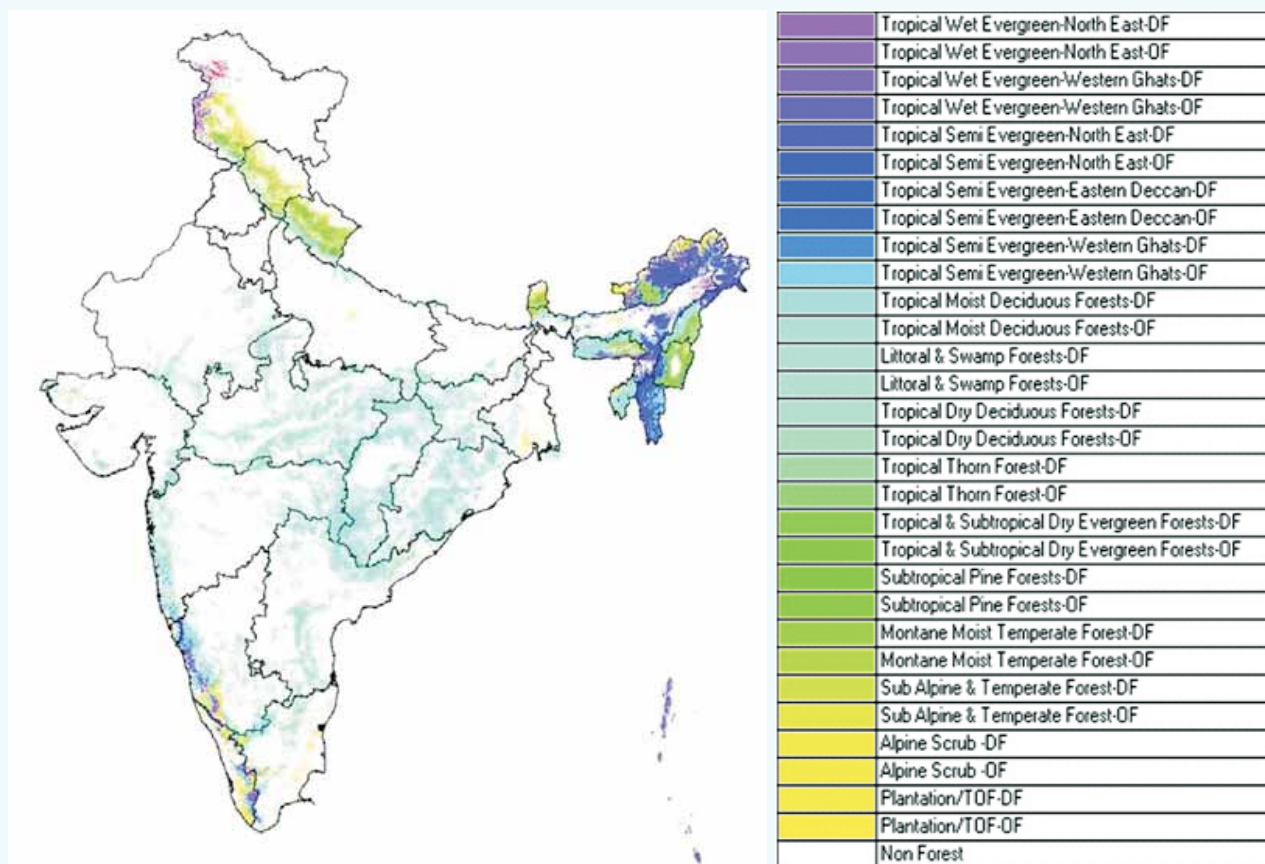 Tropical Wet Evergreen-North East-DF
Tropical Wet Evergreen-North East-OF
Tropical Wet Evergreen-Western Ghats-DF
Tropical Wet Evergreen-Western Ghats-OF
Tropical Semi Evergreen-North East-DF
Tropical Semi Evergreen-North East-OF
Tropical Semi Evergreen-Eastern Deccan-DF
Tropical Semi Evergreen-Eastern Deccan-OF
Tropical Semi Evergreen-Western Ghats-DF
Tropical Semi Evergreen-Western Ghats-OF
Tropical Moist Deciduous Forests-DF
Tropical Moist Deciduous Forests-OF
Littoral & Swamp Forests-DF
Littoral & Swamp Forests-OF
Tropical Dry Deciduous Forests-DF
Tropical Dry Deciduous Forests-OF
Tropical Thorn Forest-DF
Tropical Thorn Forest-OF
Tropical & Subtropical Dry Evergreen Forests-DF
Tropical & Subtropical Dry Evergreen Forests-OF
Subtropical Pine Forests-DF
Subtropical Pine Forests-OF
Montane Moist Temperate Forest-DF
Montane Moist Temperate Forest-OF
Sub Alpine & Temperate Forest-DF
Sub Alpine & Temperate Forest-OF
Alpine Scrub -DF
Alpine Scrub -OF
Plantation/TOF-DF
Plantation/TOF-OF
Non Forest